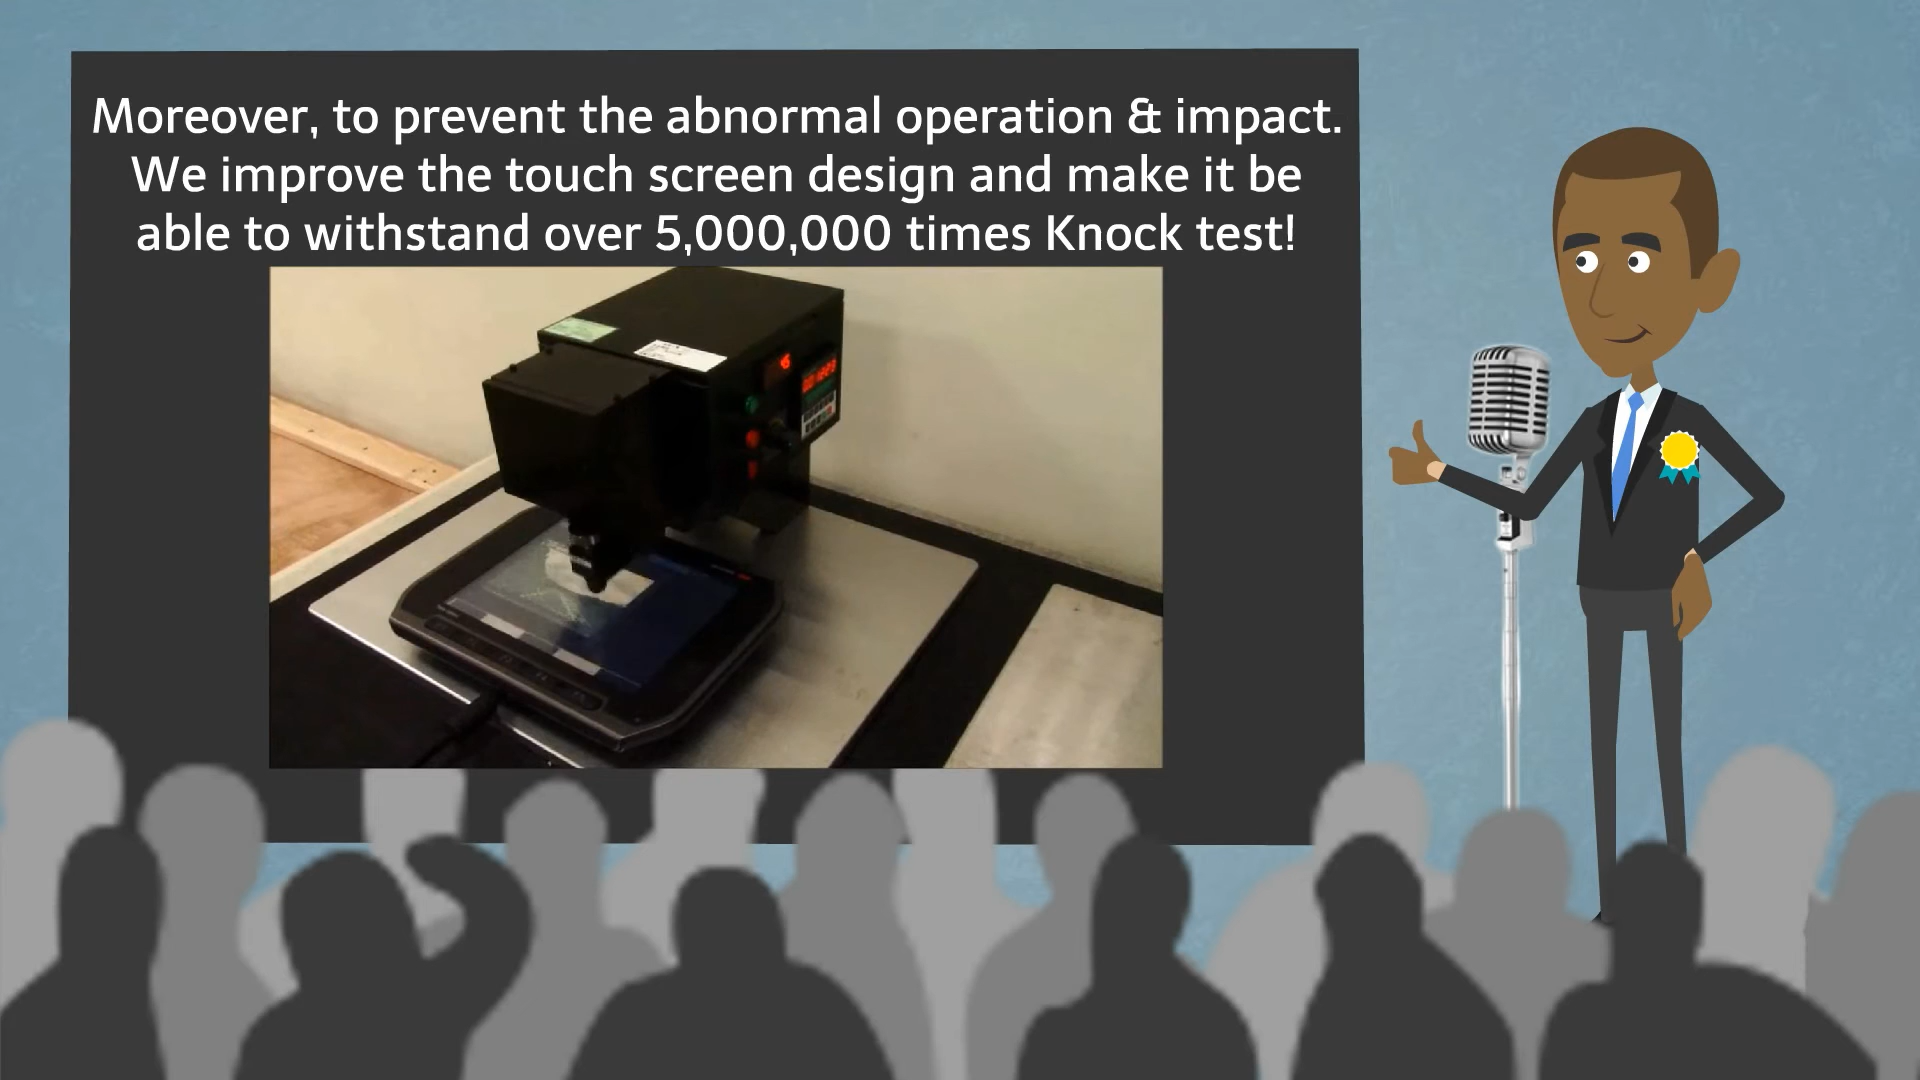 Moreover, to prevent the abnormal operation & impact.
We improve the touch screen design and make it be
able to withstand over 5,000,000 times Knock test!